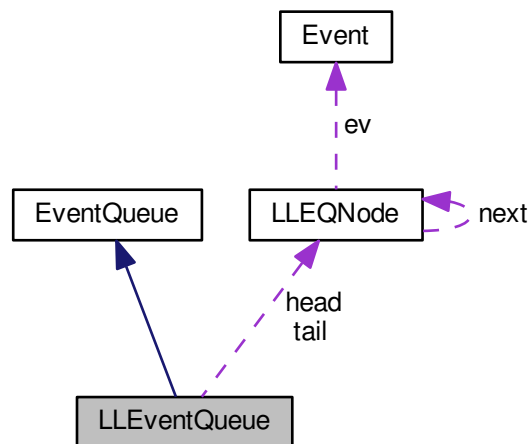 Event
ev
EventQueue
LLEQNode
next
head
tail
LLEventQueue